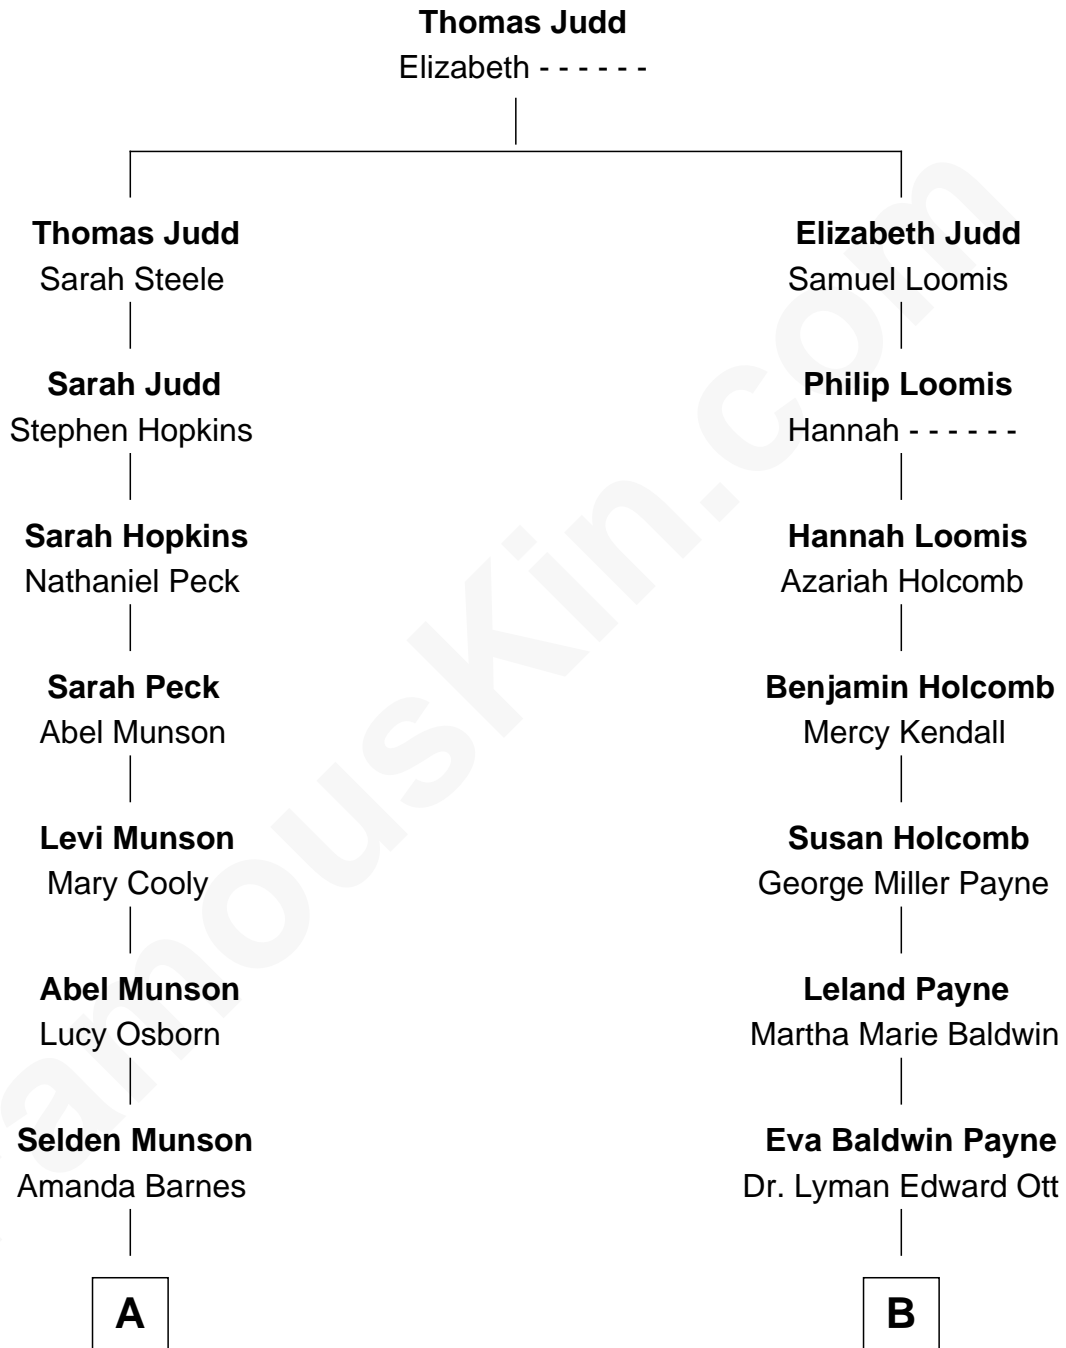 Thomas Judd
Elizabeth - - - - - -
Thomas Judd
Sarah Steele
Elizabeth Judd
Samuel Loomis
Sarah Judd
Stephen Hopkins
Philip Loomis
Hannah - - - - - -
Sarah Hopkins
Nathaniel Peck
Hannah Loomis
Azariah Holcomb
Sarah Peck
Abel Munson
Benjamin Holcomb
Mercy Kendall
Levi Munson
Mary Cooly
Susan Holcomb
George Miller Payne
Abel Munson
Lucy Osborn
Leland Payne
Martha Marie Baldwin
Selden Munson
Amanda Barnes
Eva Baldwin Payne
Dr. Lyman Edward Ott
A
B
amouskin.com